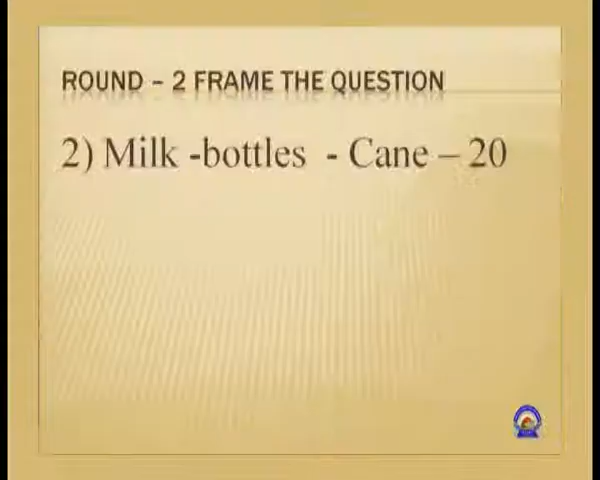 ROUND – 2 FRAME THE QUESTION
2) Milk -bottles - Cane – 20